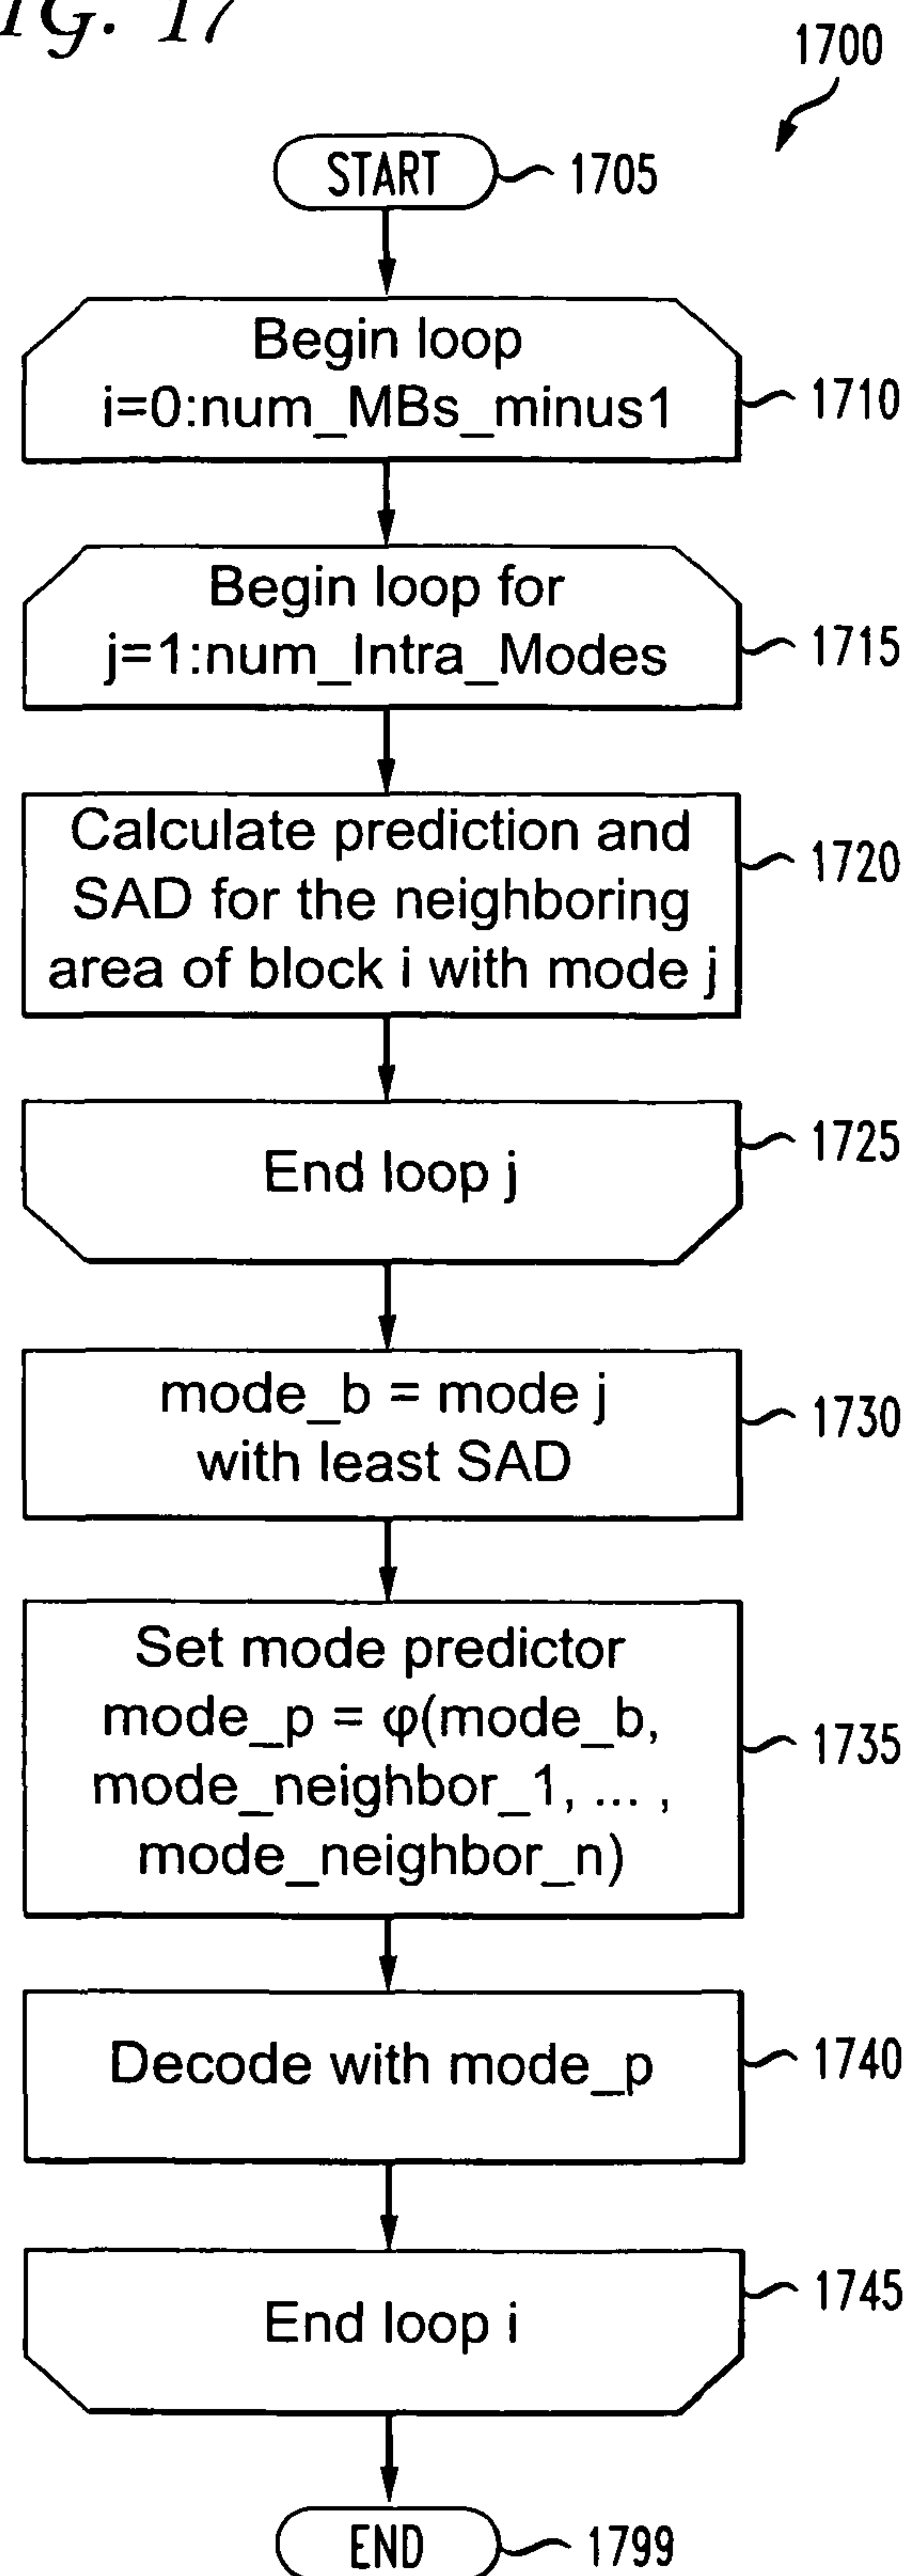 FIG. 17
1700
START
1705
Begin loop
i=0:num_MBs_minus1
1710
Begin loop for
j=1:num_Intra_Modes
1715
Calculate prediction and
SAD for the neighboring
area of block i with mode j
1720
End loop j
1725
mode_b = mode j
with least SAD
1730
Set mode predictor
mode_p = φ(mode_b,
mode_neighbor_1, ... ,
mode_neighbor_n)
1735
Decode with mode_p
1740
End loop i
1745
END
1799